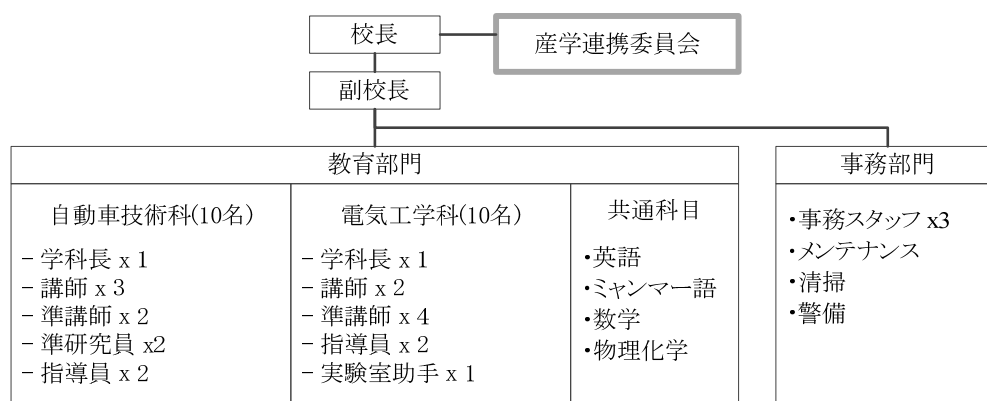 校長
産学連携委員会
副校長
教育部門
事務部門
自動車技術科(10名)
- 学科長 x 1
- 講師 x 3
- 準講師 x 2
- 準研究員 x2
- 指導員 x 2
電気工学科(10名)
- 学科長 x 1
- 講師 x 2
- 準講師 x 4
- 指導員 x 2
- 実験室助手 x 1
共通科目
・英語
・ミャンマー語
・数学
・物理化学
・事務スタッフ x3
・メンテナンス
・清掃
・警備